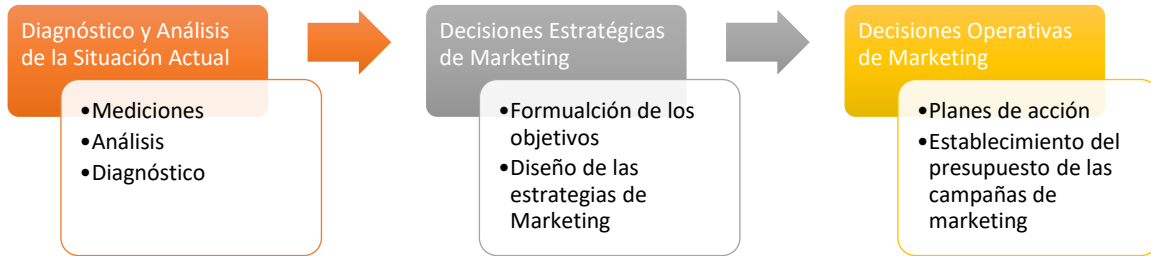 Diagnóstico y Análisis
de la Situación Actual
•Mediciones
•Análisis
•Diagnóstico
Decisiones Estratégicas
de Marketing
•Formualción de los
objetivos
•Diseño de las
estrategias de
Marketing
Decisiones Operativas
de Marketing
•Planes de acción
•Establecimiento del
presupuesto de las
campañas de
marketing